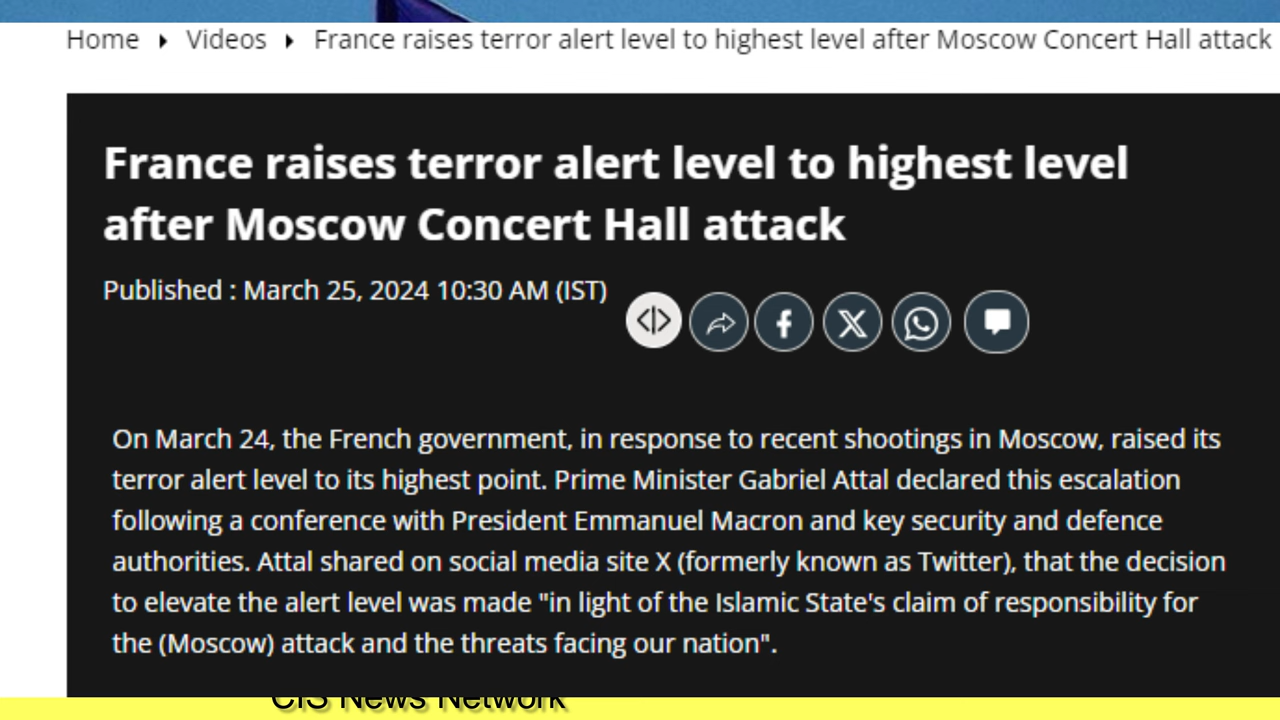 Home Videos France raises terror alert level to highest level after Moscow Concert Hall attack
France raises terror alert level to highest level
after Moscow Concert Hall attack
Published : March 25, 2024 10:30 AM (IST)
On March 24, the French government, in response to recent shootings in Moscow, raised its
terror alert level to its highest point. Prime Minister Gabriel Attal declared this escalation
following a conference with President Emmanuel Macron and key security and defence
authorities. Attal shared on social media site X (formerly known as Twitter), that the decision
to elevate the alert level was made "in light of the Islamic State's claim of responsibility for
the (Moscow) attack and the threats facing our nation".
CIS News Network